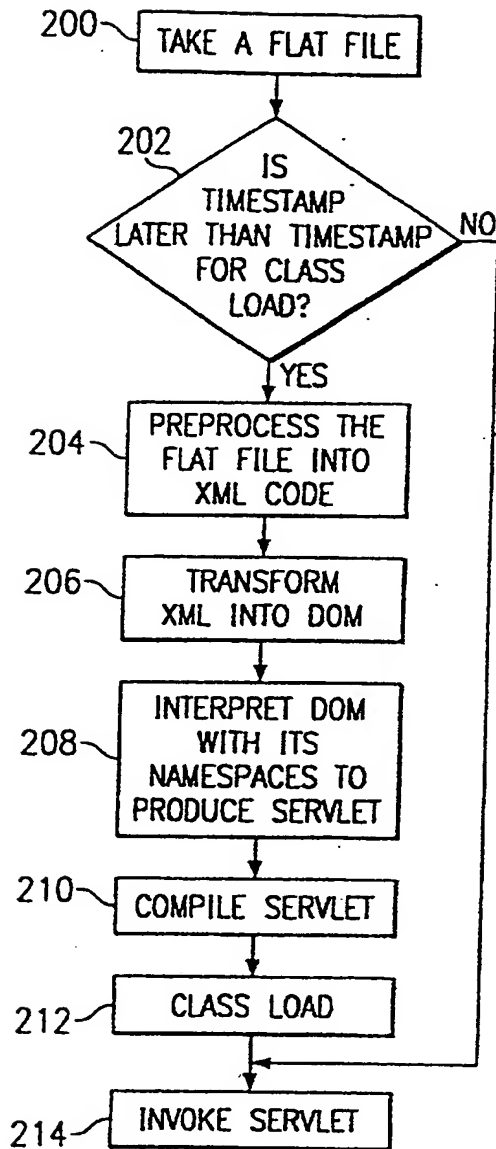 200
TAKE A FLAT FILE
202
IS
TIMESTAMP
LATER THAN TIMESTAMP
FOR CLASS
LOAD?
NO
YES
204
PREPROCESS THE
FLAT FILE INTO
XML CODE
206
TRANSFORM
XML INTO DOM
208
INTERPRET DOM
WITH ITS
NAMESPACES TO
PRODUCE SERVLET
210
COMPILE SERVLET
212
CLASS LOAD
214
INVOKE SERVLET